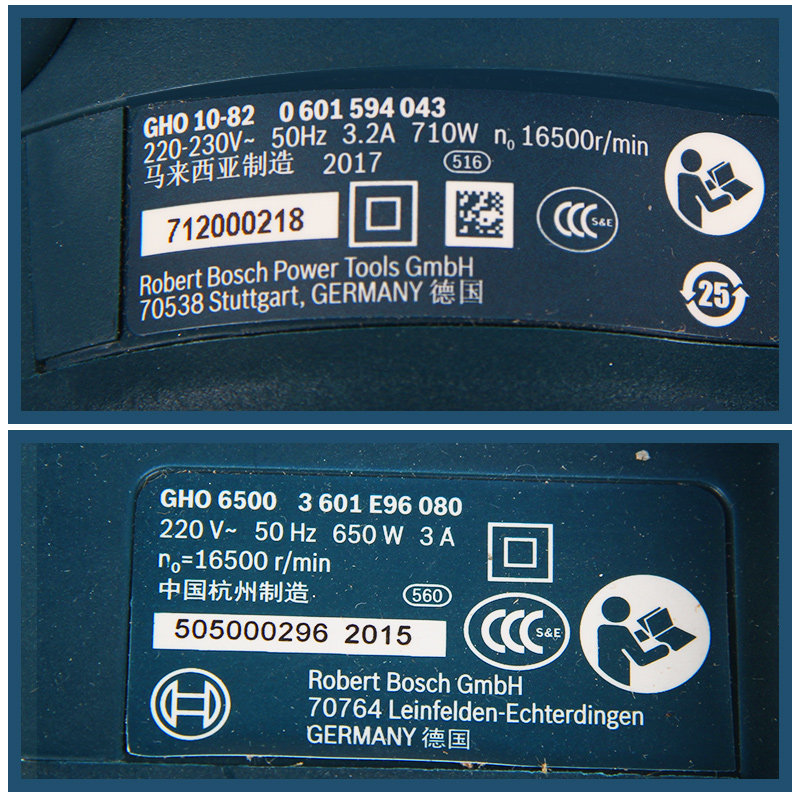 GHO 10-82 0 601 594 043
220-230V~ 50Hz 3.2A 710W n₀ 16500r/min
马来西亚制造 2017 516
712000218
CCC S&E
Robert Bosch Power Tools GmbH
70538 Stuttgart, GERMANY 德国
25
GHO 6500 3 601 E96 080
220 V~ 50 Hz 650 W 3 A
n₀=16500 r/min
中国杭州制造 560
505000296 2015
CCC S&E
Robert Bosch GmbH
70764 Leinfelden-Echterdingen
GERMANY 德国